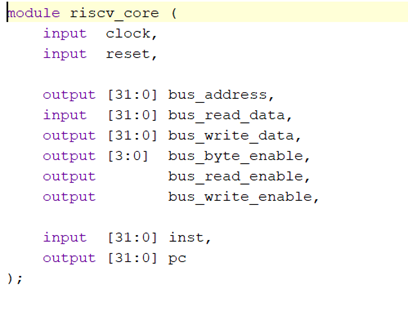 module riscv_core (
input clock,
input reset,
output [31:0] bus_address,
input [31:0] bus_read_data,
output [31:0] bus_write_data,
output [3:0] bus_byte_enable,
output bus_read_enable,
output bus_write_enable,
input [31:0] inst,
output [31:0] pc
);